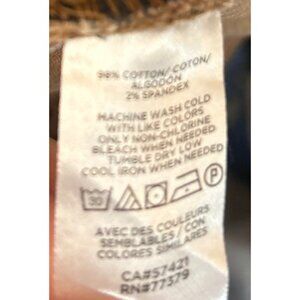 98% COTTON/COTON/
ALGODÓN
2% SPANDEX
MACHINE WASH COLD
WITH LIKE COLORS
ONLY NON-CHLORINE
BLEACH WHEN NEEDED
TUMBLE DRY LOW
COOL IRON WHEN NEEDED
30 P
AVEC DES COULEURS
SEMBLABLES / CON
COLORES SIMILARES
CA#57421
RN#77379